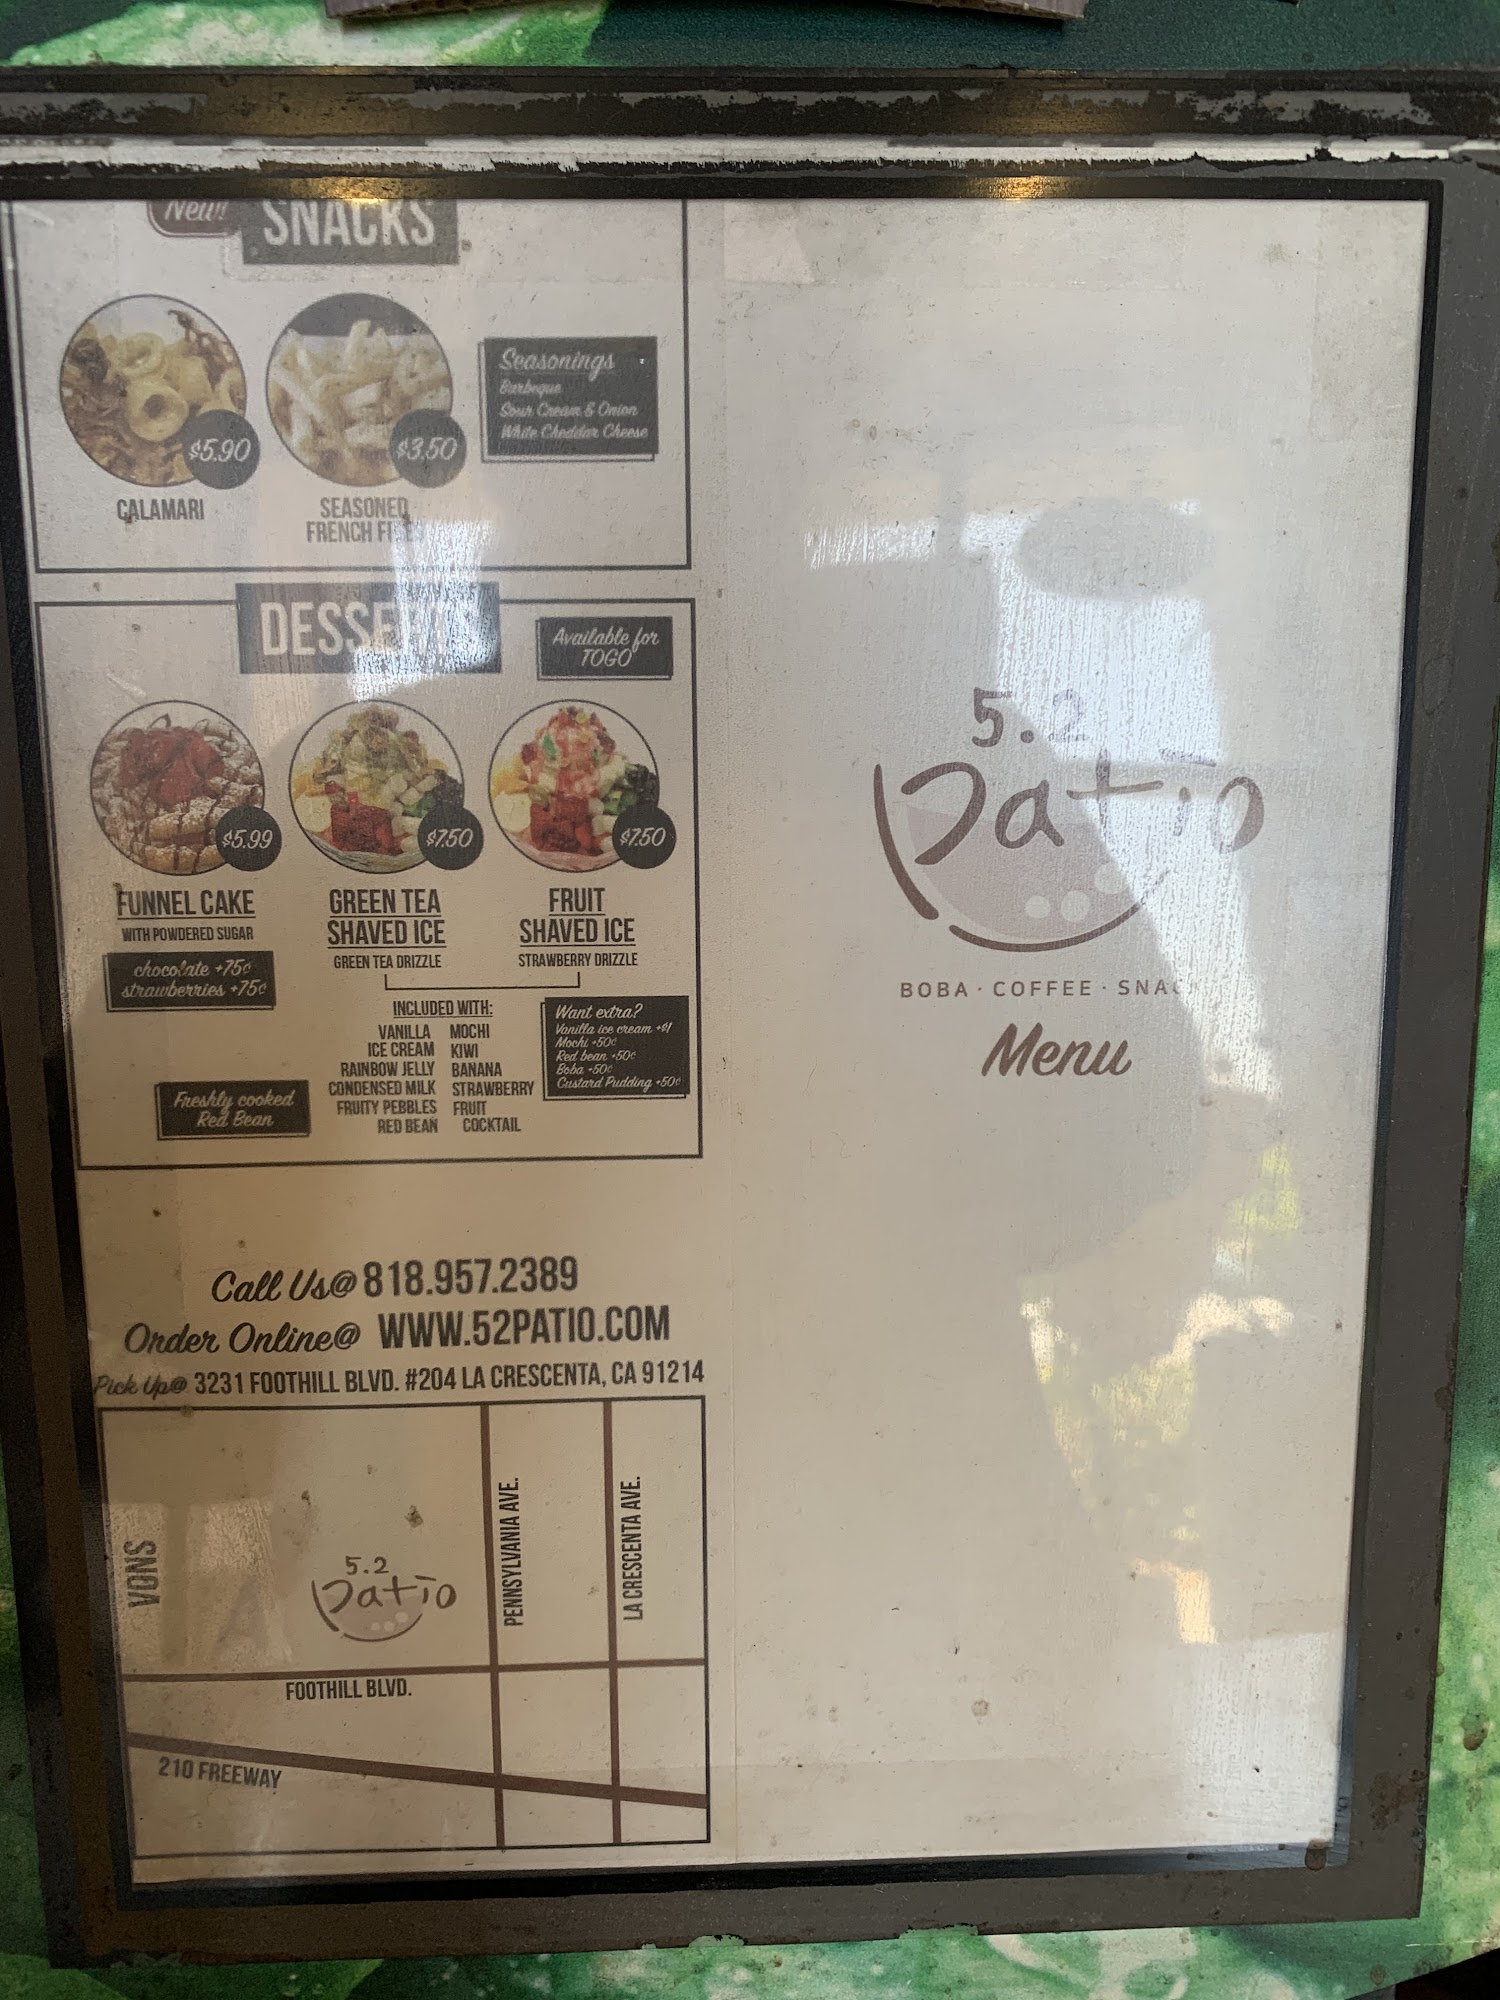 New!
SNACKS
$5.90
CALAMARI
$3.50
SEASONED
FRENCH FRIES
Seasonings
Barbeque
Sour Cream & Onion
White Cheddar Cheese
DESSERTS
Available for
TOGO
$5.99
FUNNEL CAKE
WITH POWDERED SUGAR
chocolate +75¢
strawberries +75¢
$7.50
GREEN TEA
SHAVED ICE
GREEN TEA DRIZZLE
$7.50
FRUIT
SHAVED ICE
STRAWBERRY DRIZZLE
INCLUDED WITH:
VANILLA
ICE CREAM
RAINBOW JELLY
CONDENSED MILK
FRUITY PEBBLES
RED BEAN
MOCHI
KIWI
BANANA
STRAWBERRY
FRUIT
COCKTAIL
Want extra?
Vanilla ice cream +$1
Mochi +50¢
Red bean +50¢
Boba +50¢
Custard Pudding +50¢
Freshly cooked
Red Bean
Call Us@ 818.957.2389
Order Online@ WWW.52PATIO.COM
Pick Up@ 3231 FOOTHILL BLVD. #204 LA CRESCENTA, CA 91214
VONS
5.2
Patio
PENNSYLVANIA AVE.
LA CRESCENTA AVE.
FOOTHILL BLVD.
210 FREEWAY
5.2
Patio
BOBA · COFFEE · SNAC
Menu